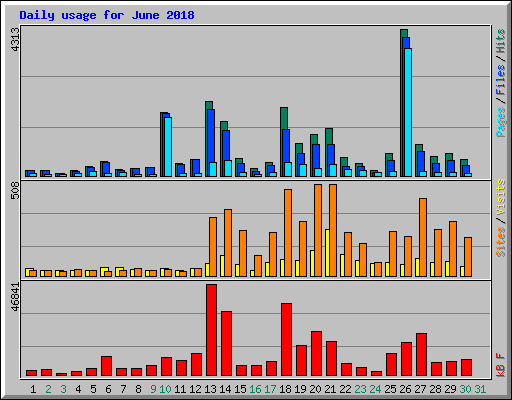 Daily usage for June 2018
4313
Pages / Files / Hits
508
Sites / Visits
46841
kB F
1 2 3 4 5 6 7 8 9 10 11 12 13 14 15 16 17 18 19 20 21 22 23 24 25 26 27 28 29 30 31